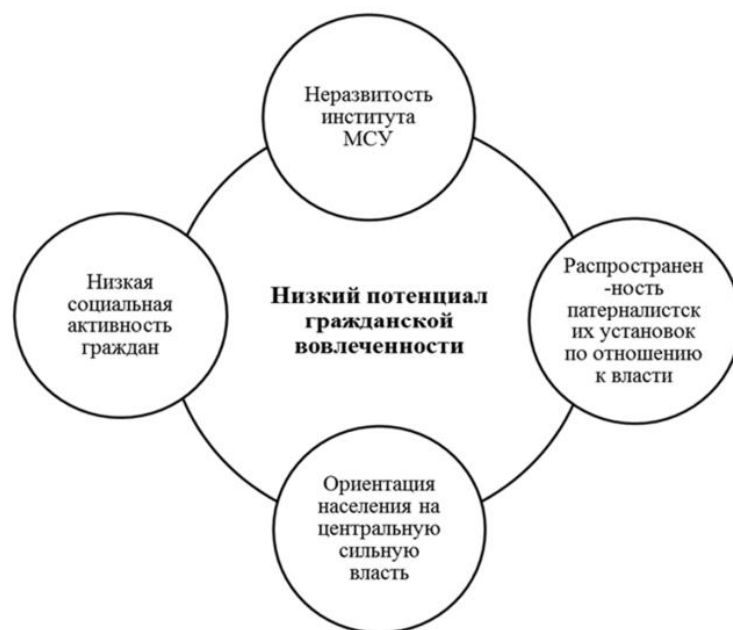 Неразвитость
института
МСУ
Низкая
социальная
активность
граждан
Низкий потенциал
гражданской
вовлеченности
Распространен
-ность
патерналистск
их установок
по отношению
к власти
Ориентация
населения на
центральную
сильную
власть